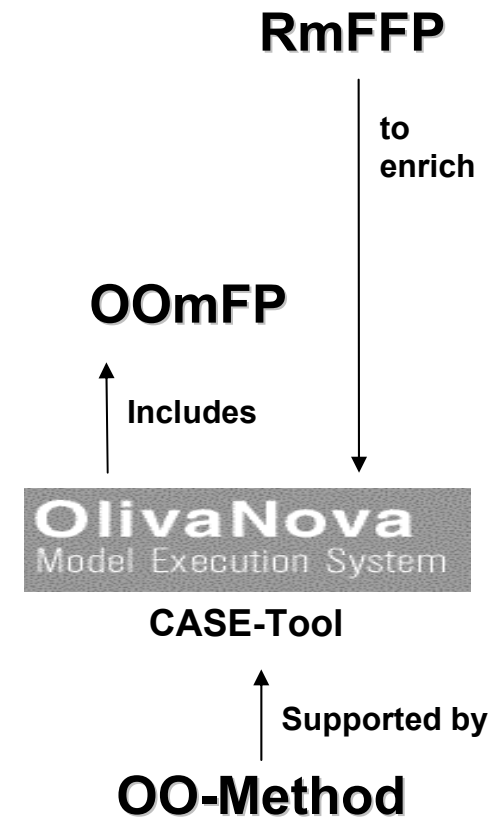 RmFFP
to
enrich
OOmFP
Includes
OlivaNova
Model Execution System
CASE-Tool
Supported by
OO-Method